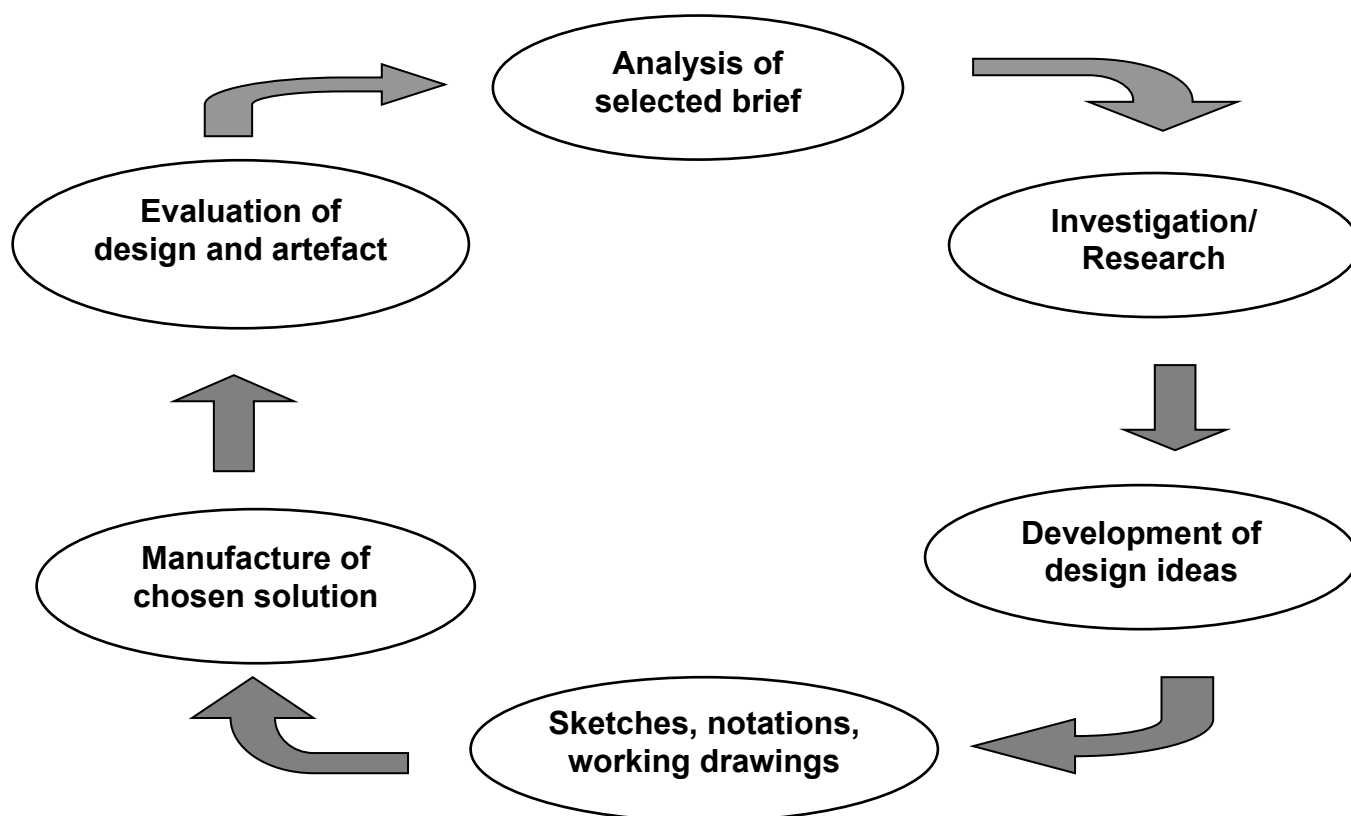 Analysis of
selected brief
Investigation/
Research
Development of
design ideas
Sketches, notations,
working drawings
Manufacture of
chosen solution
Evaluation of
design and artefact